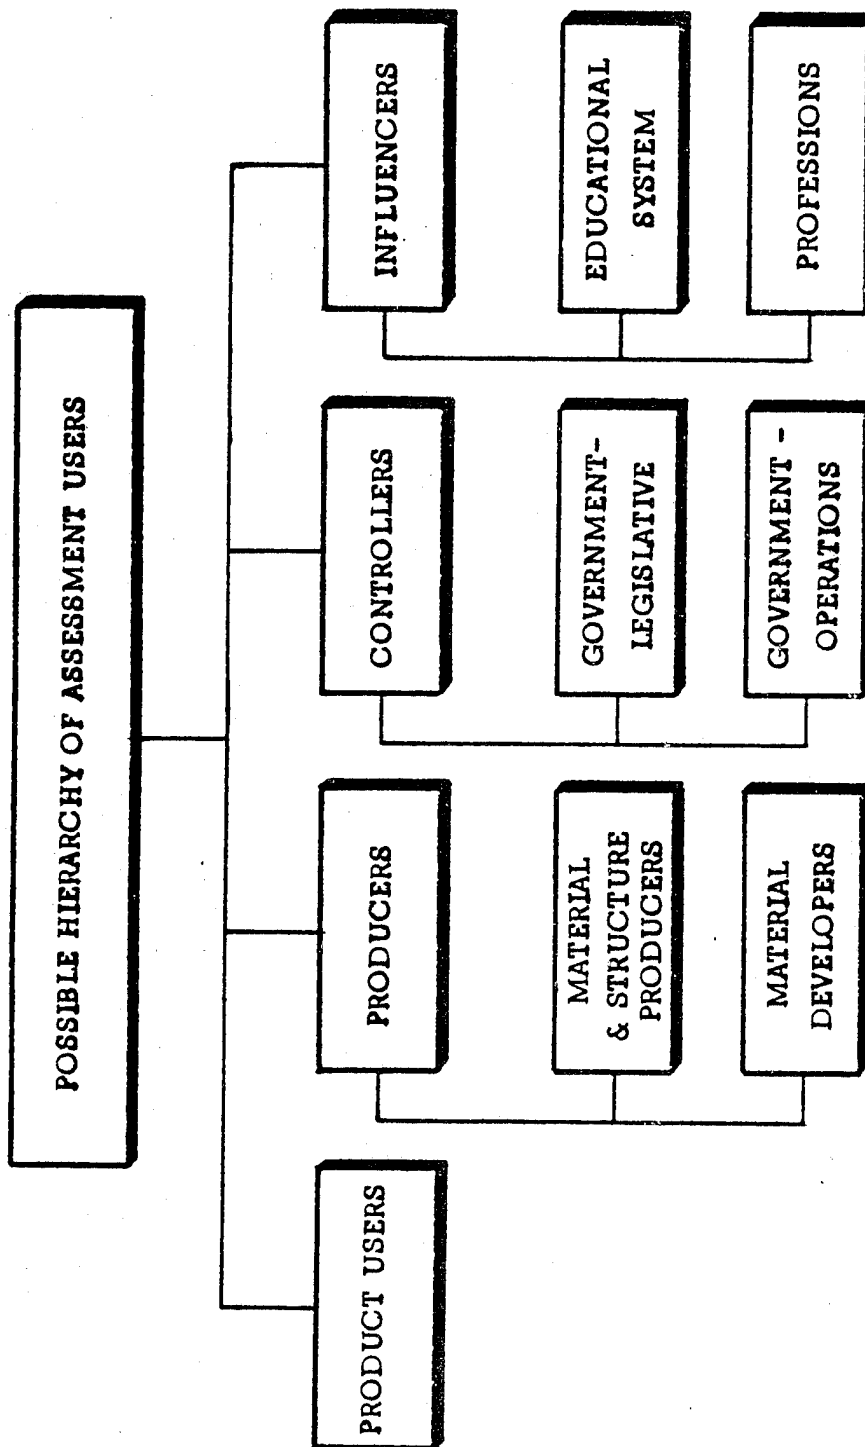 POSSIBLE HIERARCHY OF ASSESSMENT USERS
PRODUCT USERS
PRODUCERS
CONTROLLERS
INFLUENCERS
MATERIAL
& STRUCTURE
PRODUCERS
GOVERNMENT-
LEGISLATIVE
EDUCATIONAL
SYSTEM
MATERIAL
DEVELOPERS
GOVERNMENT -
OPERATIONS
PROFESSIONS